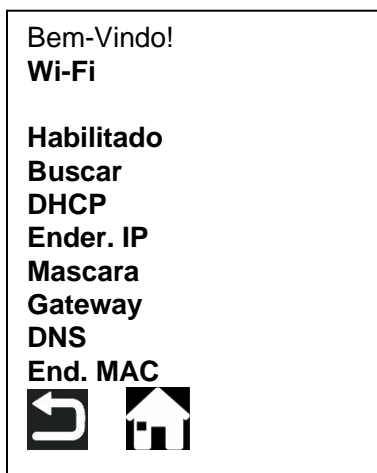 Bem-Vindo!
Wi-Fi
Habilitado
Buscar
DHCP
Ender. IP
Mascara
Gateway
DNS
End. MAC